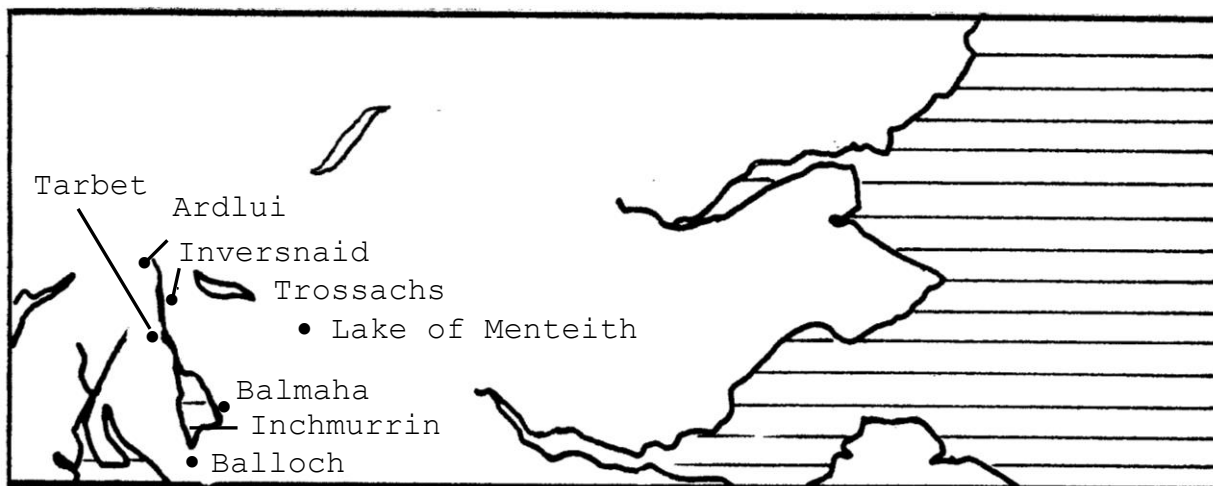 Tarbet
Ardlui
Inversnaid
Trossachs
Lake of Menteith
Balmaha
Inchmurrin
Balloch